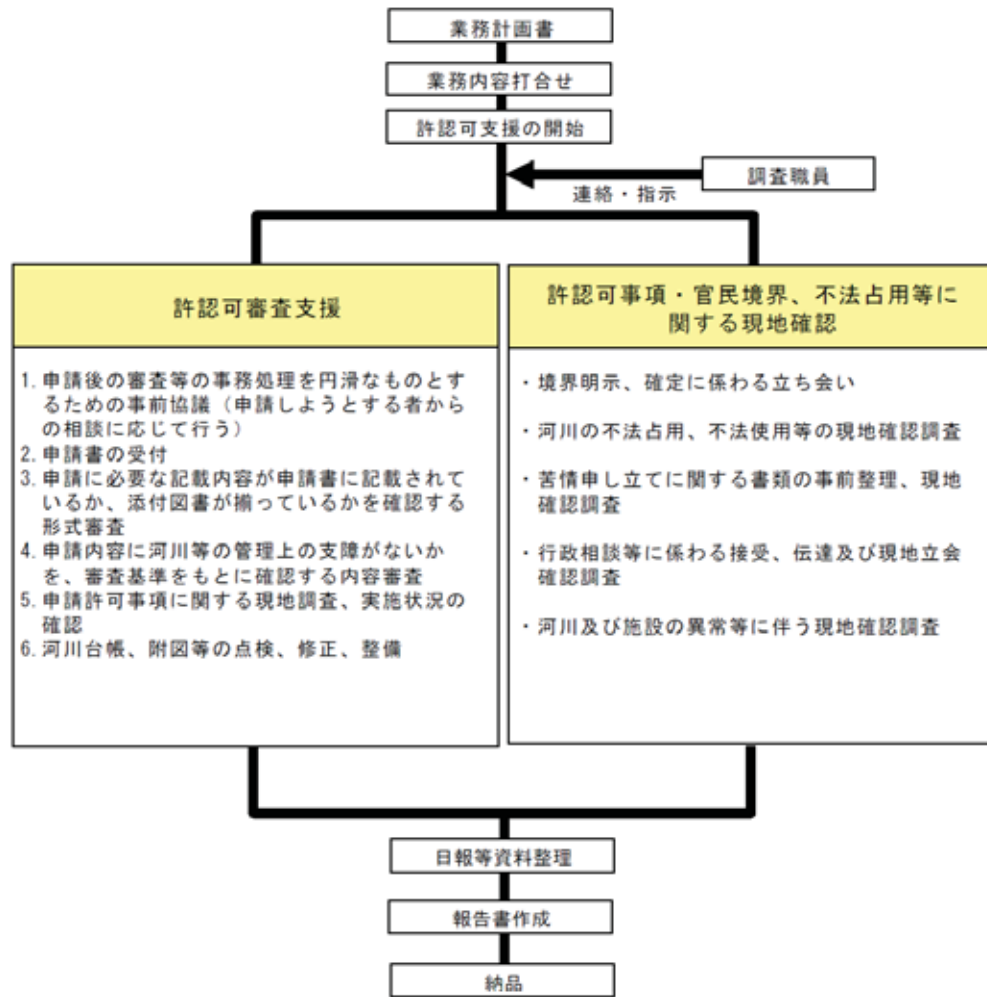 業務計画書
業務内容打合せ
許認可支援の開始
調査職員
連絡・指示
許認可審査支援
1. 申請後の審査等の事務処理を円滑なものとす
るための事前協議（申請しようとする者から
の相談に応じて行う）
2. 申請書の受付
3. 申請に必要な記載内容が申請書に記載されて
いるか、添付図書が揃っているかを確認する
形式審査
4. 申請内容に河川等の管理上の支障がないか
を、審査基準をもとに確認する内容審査
5. 申請許可事項に関する現地調査、実施状況の
確認
6. 河川台帳、附図等の点検、修正、整備
許認可事項・官民境界、不法占用等に
関する現地確認
・境界明示、確定に係わる立ち会い
・河川の不法占用、不法使用等の現地確認調査
・苦情申し立てに関する書類の事前整理、現地
確認調査
・行政相談等に係わる接受、伝達及び現地立会
確認調査
・河川及び施設の異常等に伴う現地確認調査
日報等資料整理
報告書作成
納品